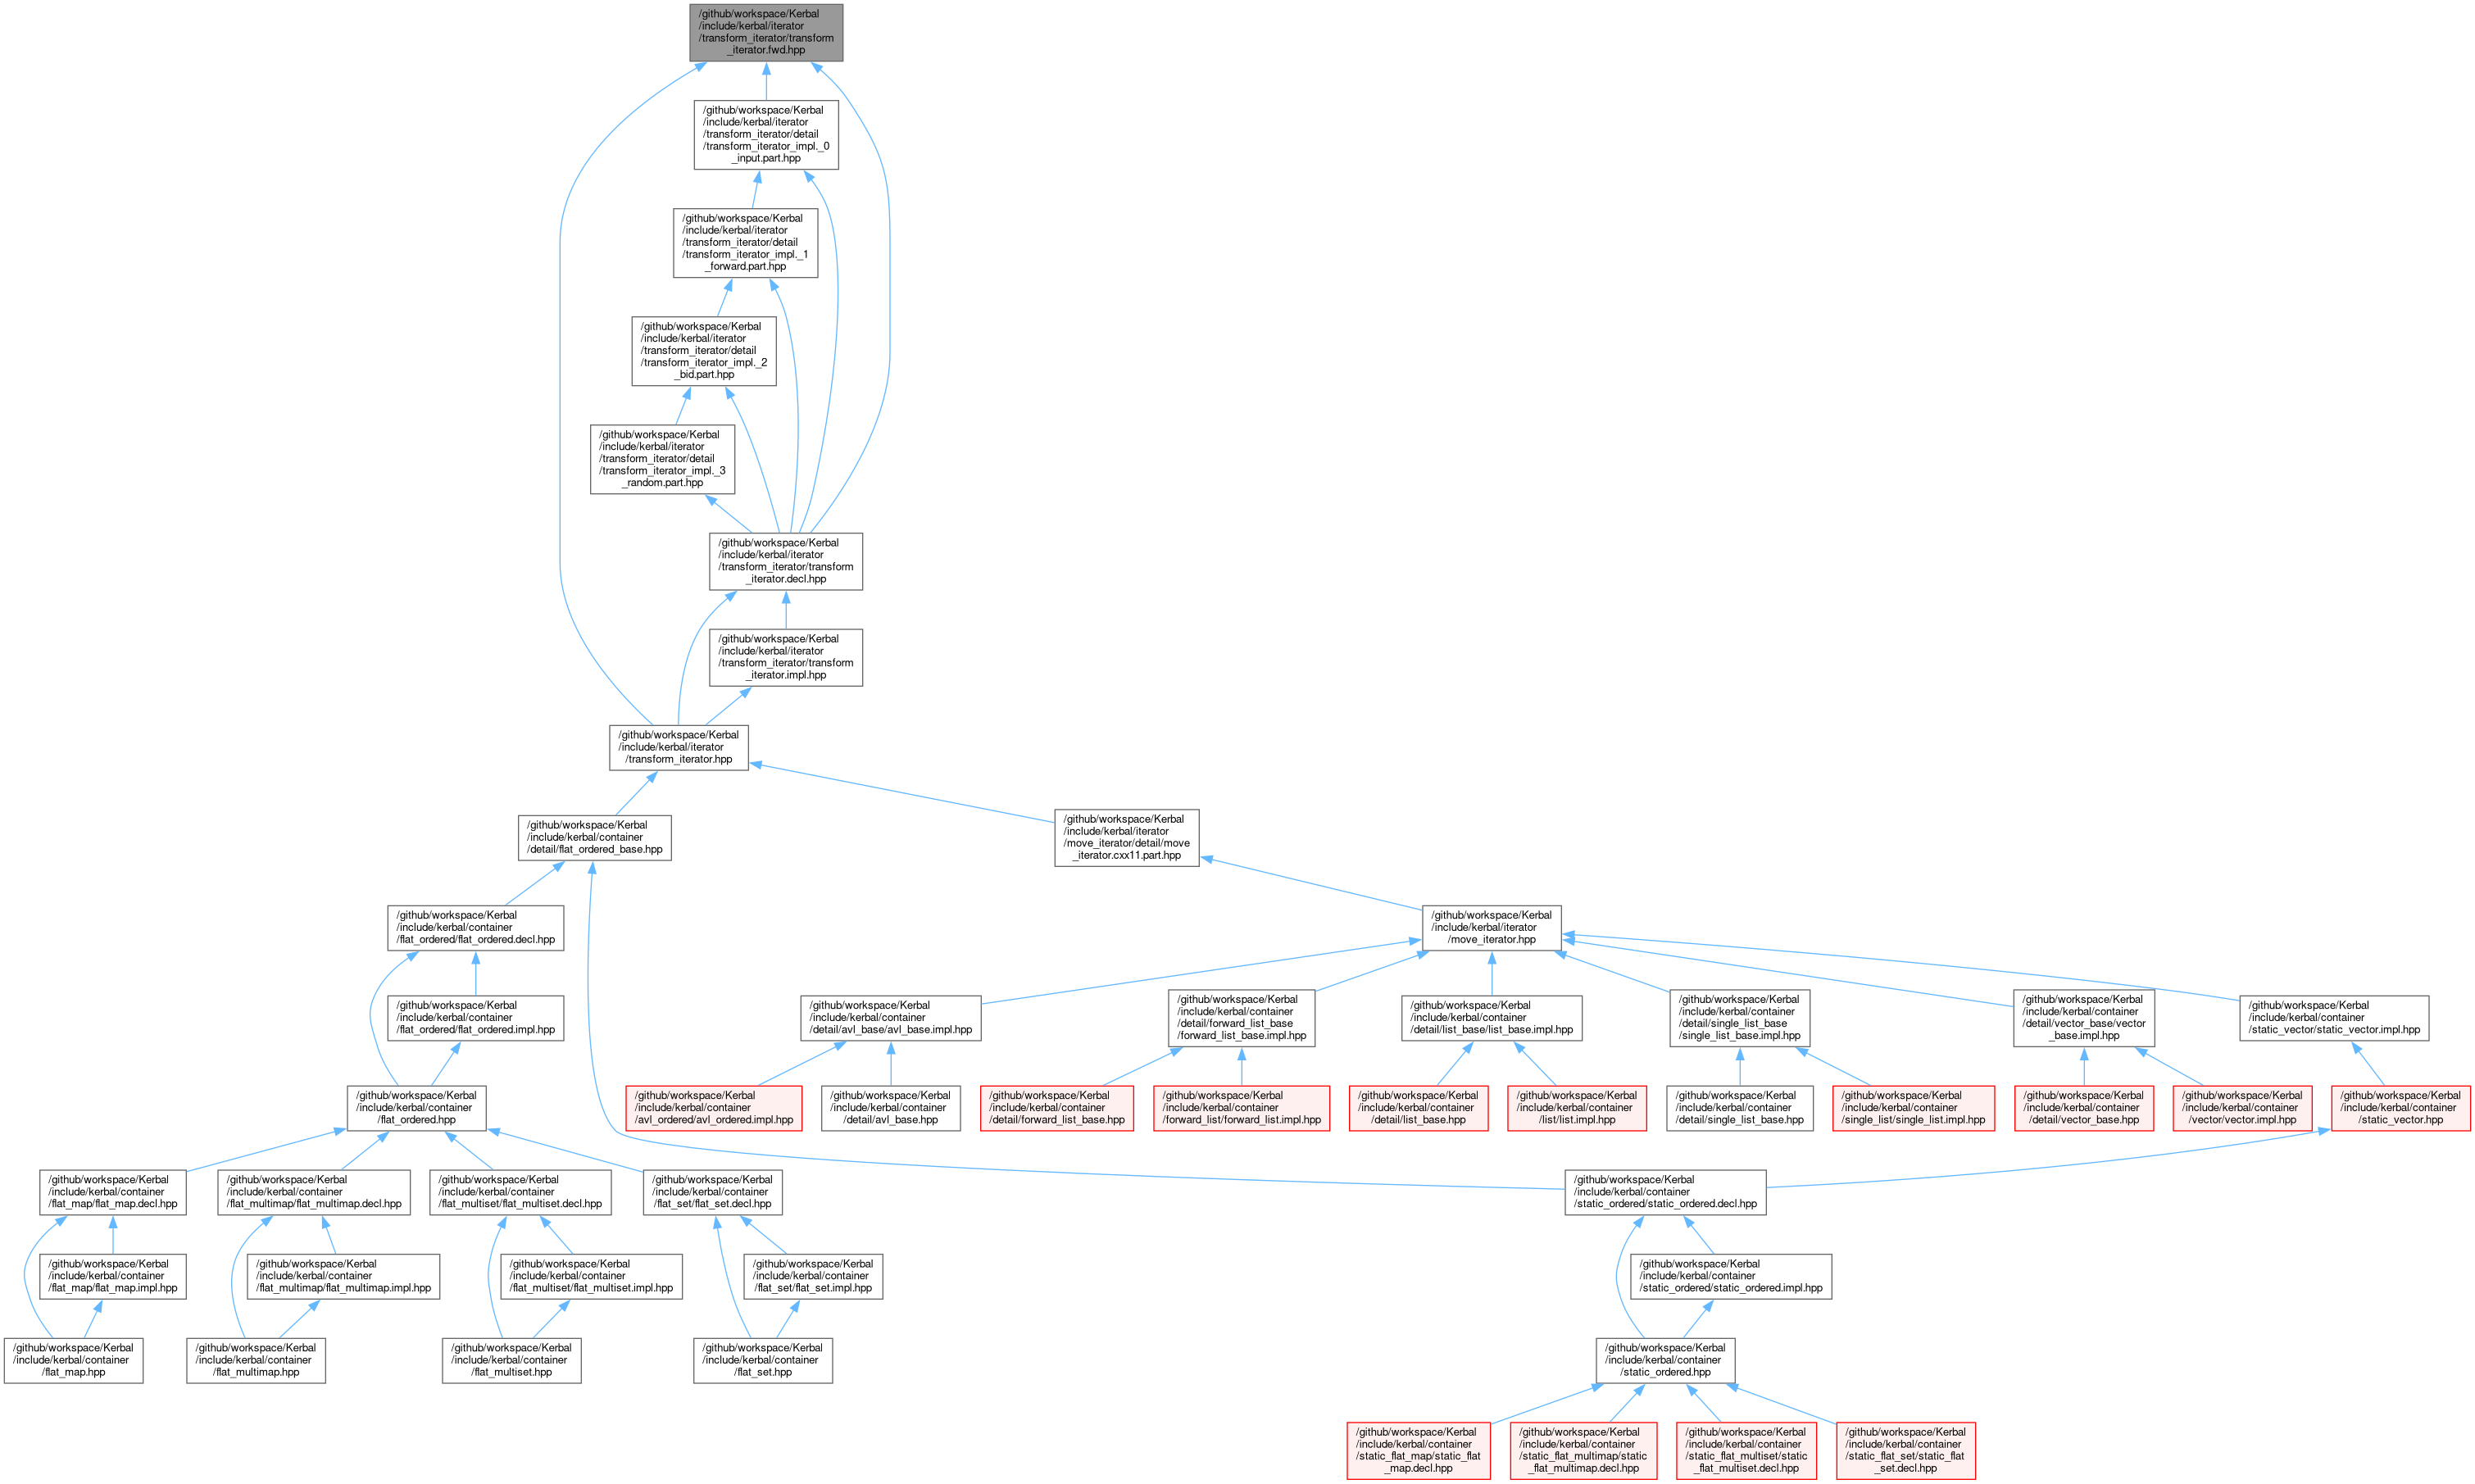 /github/workspace/Kerbal
/include/kerbal/iterator
/transform_iterator/transform
_iterator.fwd.hpp
/github/workspace/Kerbal
/include/kerbal/iterator
/transform_iterator/detail
/transform_iterator_impl._0
_input.part.hpp
/github/workspace/Kerbal
/include/kerbal/iterator
/transform_iterator/detail
/transform_iterator_impl._1
_forward.part.hpp
/github/workspace/Kerbal
/include/kerbal/iterator
/transform_iterator/detail
/transform_iterator_impl._2
_bid.part.hpp
/github/workspace/Kerbal
/include/kerbal/iterator
/transform_iterator/detail
/transform_iterator_impl._3
_random.part.hpp
/github/workspace/Kerbal
/include/kerbal/iterator
/transform_iterator/transform
_iterator.decl.hpp
/github/workspace/Kerbal
/include/kerbal/iterator
/transform_iterator/transform
_iterator.impl.hpp
/github/workspace/Kerbal
/include/kerbal/iterator
/transform_iterator.hpp
/github/workspace/Kerbal
/include/kerbal/container
/detail/flat_ordered_base.hpp
/github/workspace/Kerbal
/include/kerbal/iterator
/move_iterator/detail/move
_iterator.cxx11.part.hpp
/github/workspace/Kerbal
/include/kerbal/container
/flat_ordered/flat_ordered.decl.hpp
/github/workspace/Kerbal
/include/kerbal/iterator
/move_iterator.hpp
/github/workspace/Kerbal
/include/kerbal/container
/flat_ordered/flat_ordered.impl.hpp
/github/workspace/Kerbal
/include/kerbal/container
/detail/avl_base/avl_base.impl.hpp
/github/workspace/Kerbal
/include/kerbal/container
/detail/forward_list_base
/forward_list_base.impl.hpp
/github/workspace/Kerbal
/include/kerbal/container
/detail/list_base/list_base.impl.hpp
/github/workspace/Kerbal
/include/kerbal/container
/detail/single_list_base
/single_list_base.impl.hpp
/github/workspace/Kerbal
/include/kerbal/container
/detail/vector_base/vector
_base.impl.hpp
/github/workspace/Kerbal
/include/kerbal/container
/static_vector/static_vector.impl.hpp
/github/workspace/Kerbal
/include/kerbal/container
/flat_ordered.hpp
/github/workspace/Kerbal
/include/kerbal/container
/avl_ordered/avl_ordered.impl.hpp
/github/workspace/Kerbal
/include/kerbal/container
/detail/avl_base.hpp
/github/workspace/Kerbal
/include/kerbal/container
/detail/forward_list_base.hpp
/github/workspace/Kerbal
/include/kerbal/container
/forward_list/forward_list.impl.hpp
/github/workspace/Kerbal
/include/kerbal/container
/detail/list_base.hpp
/github/workspace/Kerbal
/include/kerbal/container
/list/list.impl.hpp
/github/workspace/Kerbal
/include/kerbal/container
/detail/single_list_base.hpp
/github/workspace/Kerbal
/include/kerbal/container
/single_list/single_list.impl.hpp
/github/workspace/Kerbal
/include/kerbal/container
/detail/vector_base.hpp
/github/workspace/Kerbal
/include/kerbal/container
/vector/vector.impl.hpp
/github/workspace/Kerbal
/include/kerbal/container
/static_vector.hpp
/github/workspace/Kerbal
/include/kerbal/container
/flat_map/flat_map.decl.hpp
/github/workspace/Kerbal
/include/kerbal/container
/flat_multimap/flat_multimap.decl.hpp
/github/workspace/Kerbal
/include/kerbal/container
/flat_multiset/flat_multiset.decl.hpp
/github/workspace/Kerbal
/include/kerbal/container
/flat_set/flat_set.decl.hpp
/github/workspace/Kerbal
/include/kerbal/container
/static_ordered/static_ordered.decl.hpp
/github/workspace/Kerbal
/include/kerbal/container
/flat_map/flat_map.impl.hpp
/github/workspace/Kerbal
/include/kerbal/container
/flat_multimap/flat_multimap.impl.hpp
/github/workspace/Kerbal
/include/kerbal/container
/flat_multiset/flat_multiset.impl.hpp
/github/workspace/Kerbal
/include/kerbal/container
/flat_set/flat_set.impl.hpp
/github/workspace/Kerbal
/include/kerbal/container
/static_ordered/static_ordered.impl.hpp
/github/workspace/Kerbal
/include/kerbal/container
/flat_map.hpp
/github/workspace/Kerbal
/include/kerbal/container
/flat_multimap.hpp
/github/workspace/Kerbal
/include/kerbal/container
/flat_multiset.hpp
/github/workspace/Kerbal
/include/kerbal/container
/flat_set.hpp
/github/workspace/Kerbal
/include/kerbal/container
/static_ordered.hpp
/github/workspace/Kerbal
/include/kerbal/container
/static_flat_map/static_flat
_map.decl.hpp
/github/workspace/Kerbal
/include/kerbal/container
/static_flat_multimap/static
_flat_multimap.decl.hpp
/github/workspace/Kerbal
/include/kerbal/container
/static_flat_multiset/static
_flat_multiset.decl.hpp
/github/workspace/Kerbal
/include/kerbal/container
/static_flat_set/static_flat
_set.decl.hpp